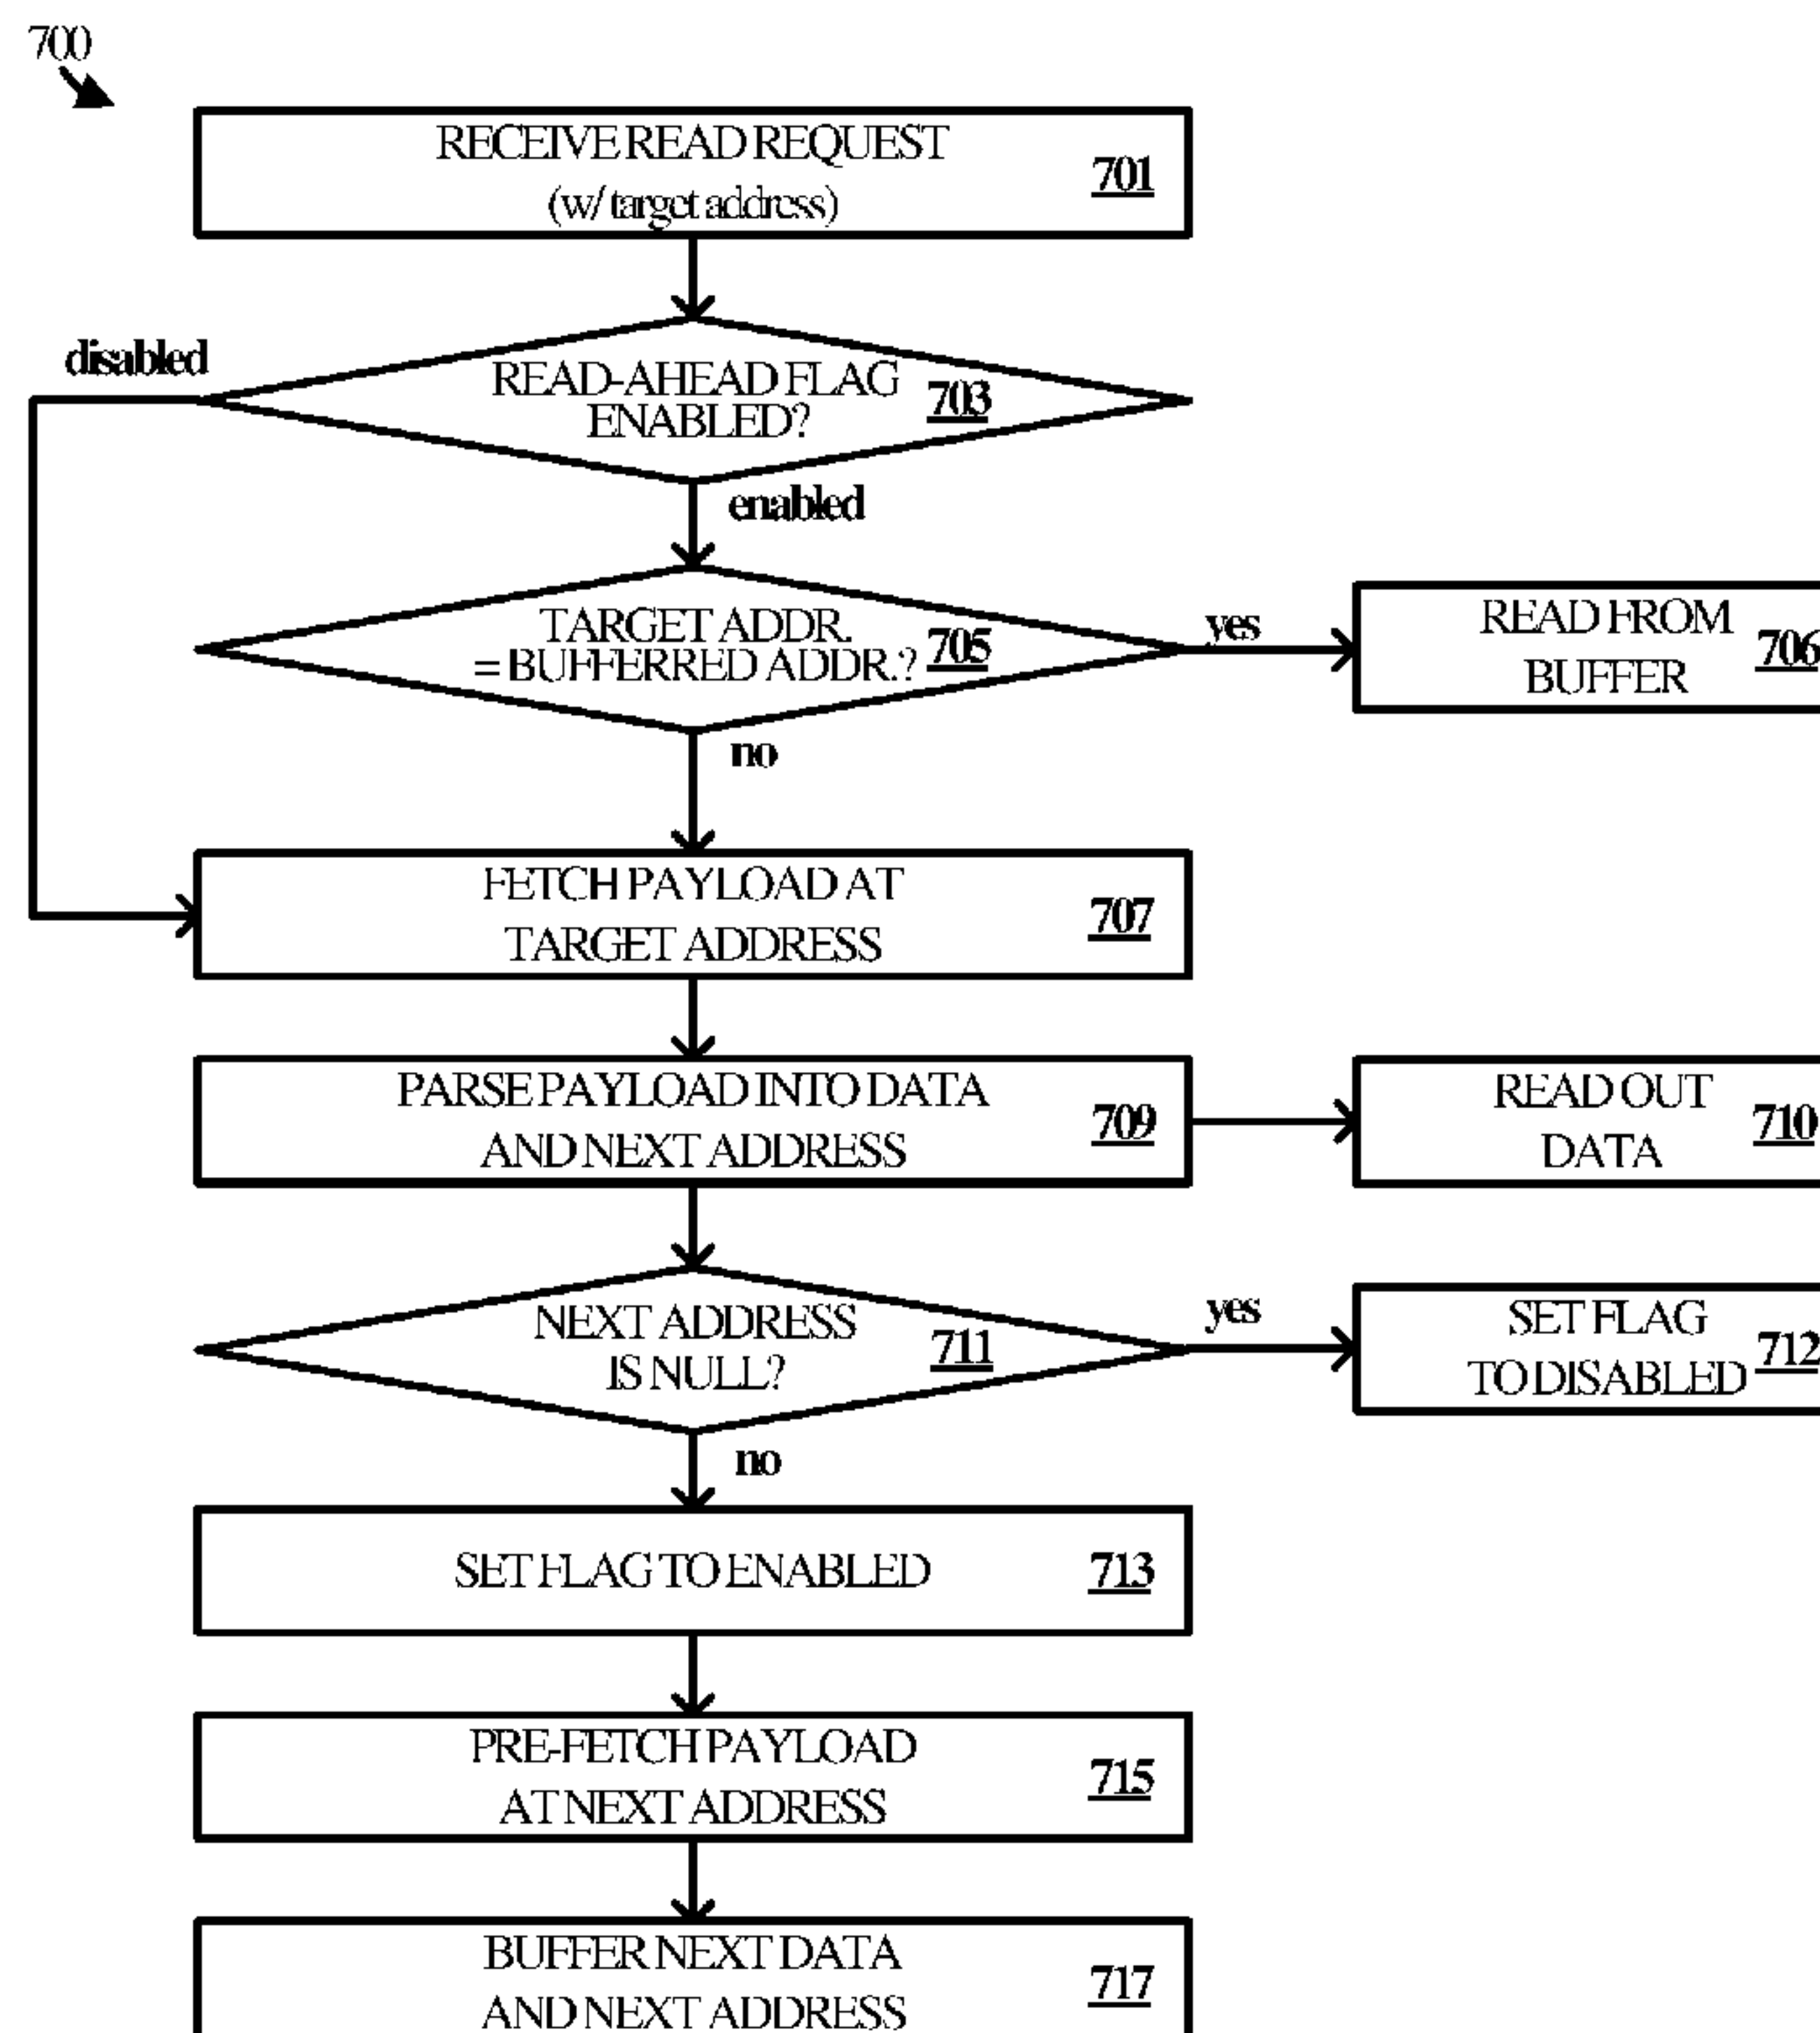 700
RECEIVE READ REQUEST
(w/ target address)
701
disabled
READ-AHEAD FLAG
ENABLED?
703
enabled
TARGET ADDR.
= BUFFERRED ADDR.?
705
yes
READ FROM
BUFFER
706
no
FETCH PAYLOAD AT
TARGET ADDRESS
707
PARSE PAYLOAD INTO DATA
AND NEXT ADDRESS
709
READ OUT
DATA
710
NEXT ADDRESS
IS NULL?
711
yes
SET FLAG
TO DISABLED
712
no
SET FLAG TO ENABLED
713
PRE-FETCH PAYLOAD
AT NEXT ADDRESS
715
BUFFER NEXT DATA
AND NEXT ADDRESS
717